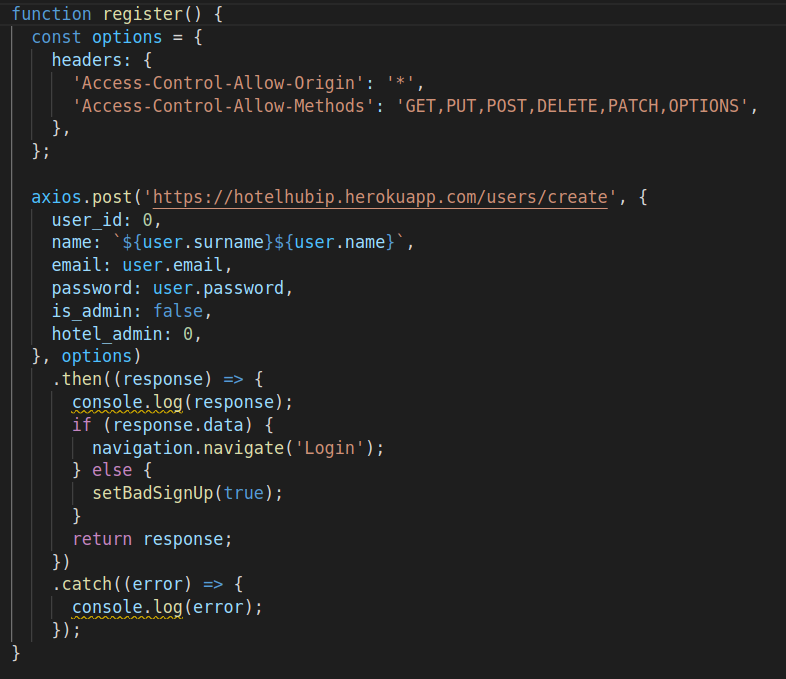 function register() {
  const options = {
    headers: {
      'Access-Control-Allow-Origin': '*',
      'Access-Control-Allow-Methods': 'GET,PUT,POST,DELETE,PATCH,OPTIONS',
    },
  };

  axios.post('https://hotelhubip.herokuapp.com/users/create', {
    user_id: 0,
    name: `${user.surname}${user.name}`,
    email: user.email,
    password: user.password,
    is_admin: false,
    hotel_admin: 0,
  }, options)
    .then((response) => {
      console.log(response);
      if (response.data) {
        navigation.navigate('Login');
      } else {
        setBadSignUp(true);
      }
      return response;
    })
    .catch((error) => {
      console.log(error);
    });
}